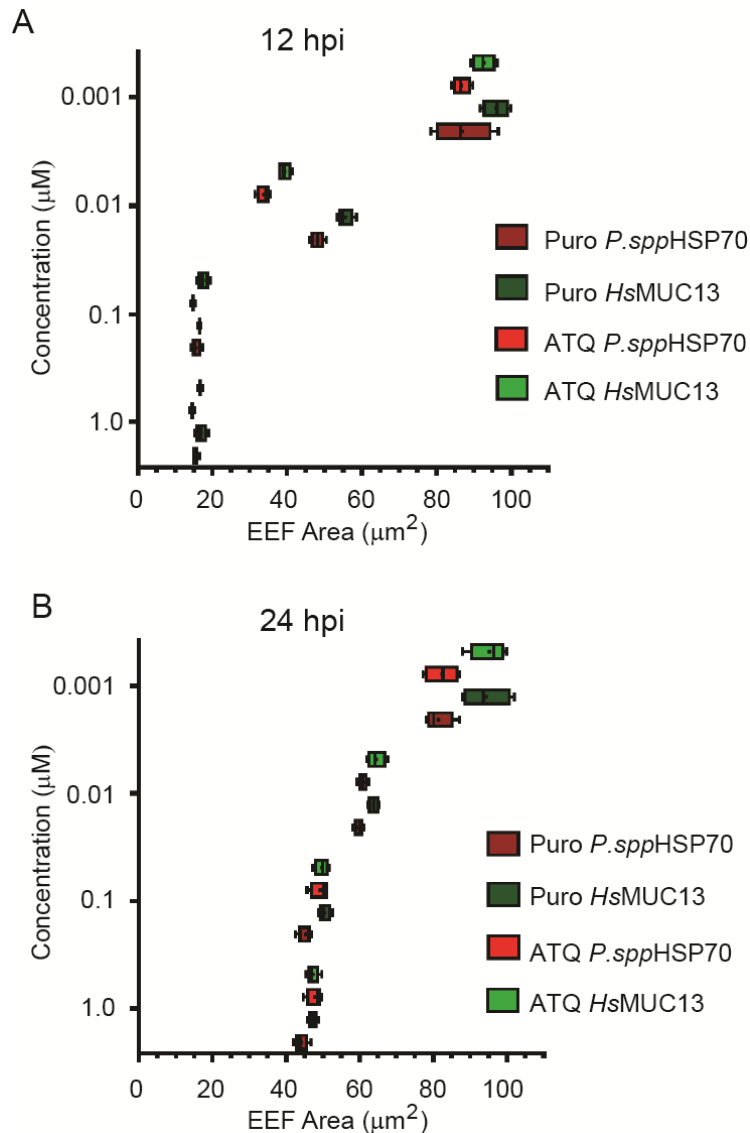 A
12 hpi
Concentration (μM)
0.001
0.01
0.1
1.0
Puro P.sppHSP70
Puro HsMUC13
ATQ P.sppHSP70
ATQ HsMUC13
0 20 40 60 80 100
EEF Area (μm²)
B
24 hpi
Concentration (μM)
0.001
0.01
0.1
1.0
Puro P.sppHSP70
Puro HsMUC13
ATQ P.sppHSP70
ATQ HsMUC13
0 20 40 60 80 100
EEF Area (μm²)